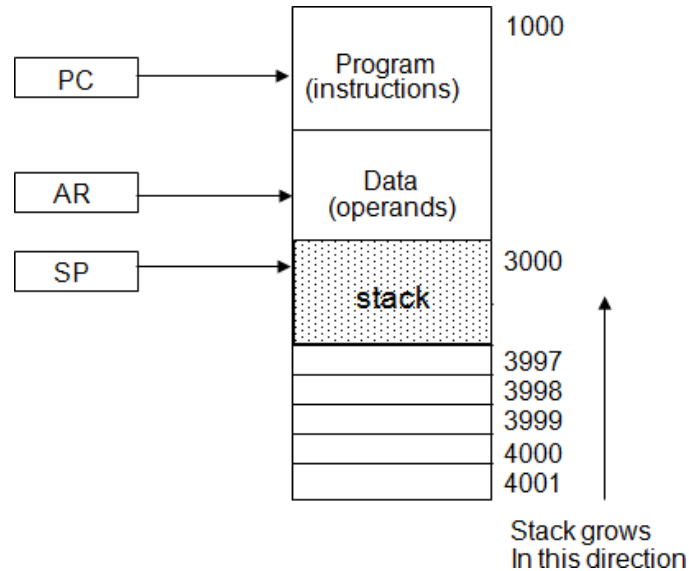 1000
Program
(instructions)
PC
Data
(operands)
AR
SP
3000
stack
3997
3998
3999
4000
4001
Stack grows
In this direction